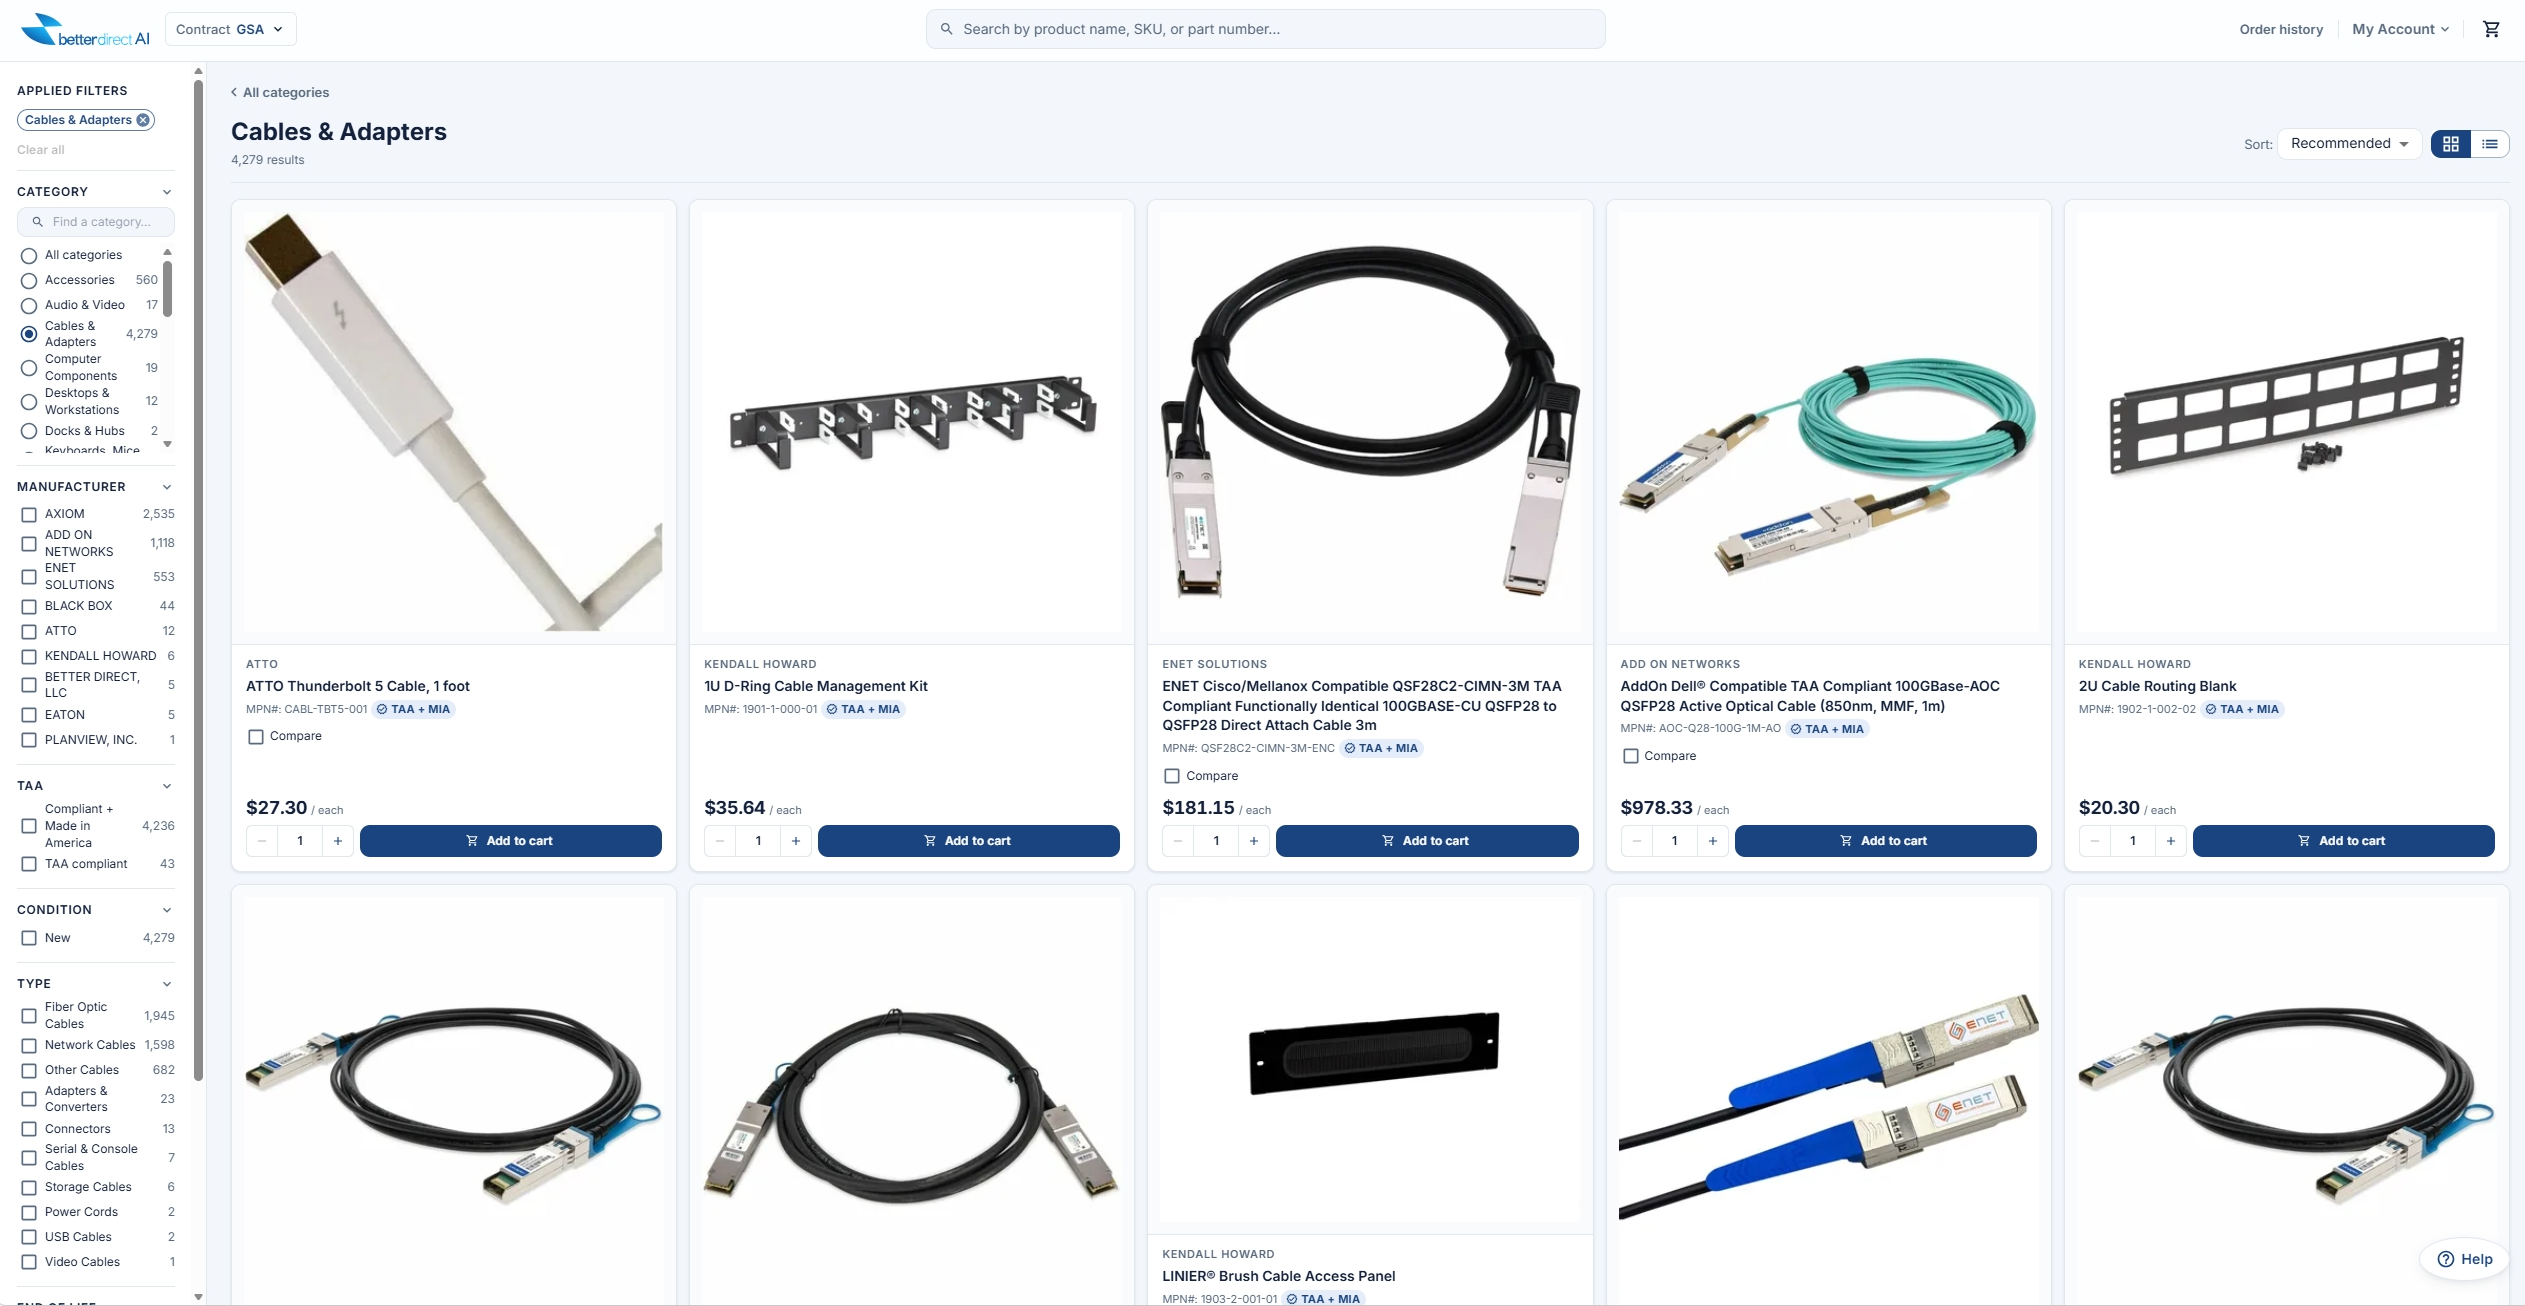 betterdirect AI
Contract GSA
Search by product name, SKU, or part number...
Order history
My Account
APPLIED FILTERS
Cables & Adapters
Clear all
CATEGORY
Find a category...
All categories
Accessories 560
Audio & Video 17
Cables &
Adapters 4,279
Computer
Components 19
Desktops &
Workstations 12
Docks & Hubs 2
Keyboards, Mice
MANUFACTURER
AXIOM 2,535
ADD ON
NETWORKS 1,118
ENET
SOLUTIONS 553
BLACK BOX 44
ATTO 12
KENDALL HOWARD 6
BETTER DIRECT,
LLC 5
EATON 5
PLANVIEW, INC. 1
TAA
Compliant +
Made in
America 4,236
TAA compliant 43
CONDITION
New 4,279
TYPE
Fiber Optic
Cables 1,945
Network Cables 1,598
Other Cables 682
Adapters &
Converters 23
Connectors 13
Serial & Console
Cables 7
Storage Cables 6
Power Cords 2
USB Cables 2
Video Cables 1
END OF LIFE
All categories
Cables & Adapters
4,279 results
Sort: Recommended
ATTO
ATTO Thunderbolt 5 Cable, 1 foot
MPN#: CABL-TBT5-001 TAA + MIA
Compare
$27.30 / each
1 Add to cart
KENDALL HOWARD
1U D-Ring Cable Management Kit
MPN#: 1901-1-000-01 TAA + MIA
$35.64 / each
1 Add to cart
ENET SOLUTIONS
ENET Cisco/Mellanox Compatible QSF28C2-CIMN-3M TAA
Compliant Functionally Identical 100GBASE-CU QSFP28 to
QSFP28 Direct Attach Cable 3m
MPN#: QSF28C2-CIMN-3M-ENC TAA + MIA
Compare
$181.15 / each
1 Add to cart
ADD ON NETWORKS
AddOn Dell® Compatible TAA Compliant 100GBase-AOC
QSFP28 Active Optical Cable (850nm, MMF, 1m)
MPN#: AOC-Q28-100G-1M-AO TAA + MIA
Compare
$978.33 / each
1 Add to cart
KENDALL HOWARD
2U Cable Routing Blank
MPN#: 1902-1-002-02 TAA + MIA
$20.30 / each
1 Add to cart
ENET
ENET
KENDALL HOWARD
LINIER® Brush Cable Access Panel
MPN#: 1903-2-001-01 TAA + MIA
Help